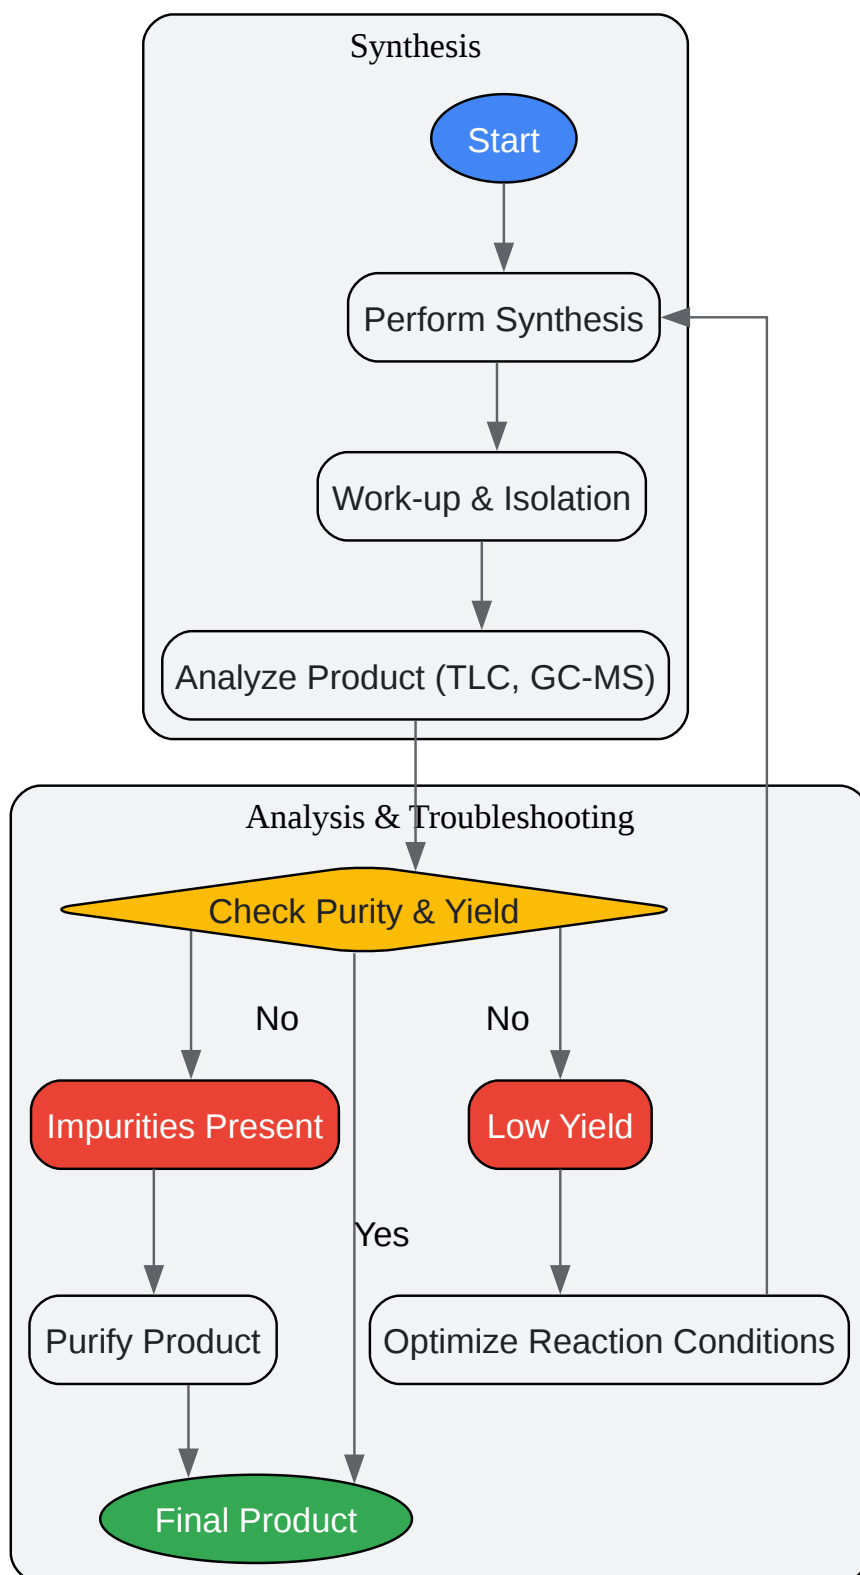 Synthesis
Start
Perform Synthesis
Work-up & Isolation
Analyze Product (TLC, GC-MS)
Analysis & Troubleshooting
Check Purity & Yield
No
No
Impurities Present
Low Yield
Yes
Purify Product
Optimize Reaction Conditions
Final Product